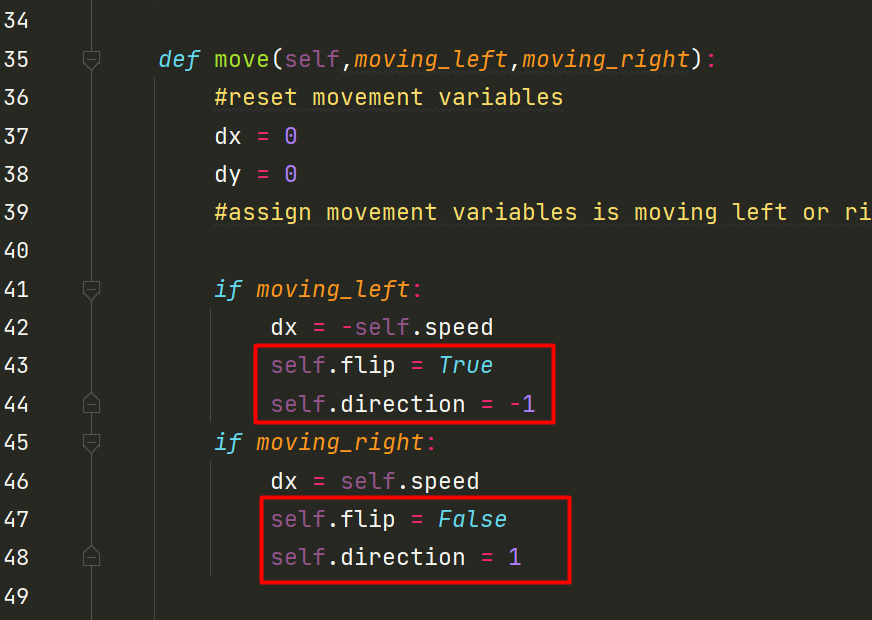 34
35 def move(self,moving_left,moving_right):
36 #reset movement variables
37 dx = 0
38 dy = 0
39 #assign movement variables is moving left or ri
40
41 if moving_left:
42 dx = -self.speed
43 self.flip = True
44 self.direction = -1
45 if moving_right:
46 dx = self.speed
47 self.flip = False
48 self.direction = 1
49